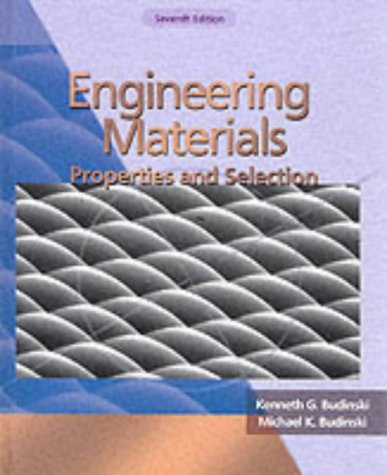 Seventh Edition
Engineering
Materials
Properties and Selection
Kenneth G. Budinski
Michael K. Budinski